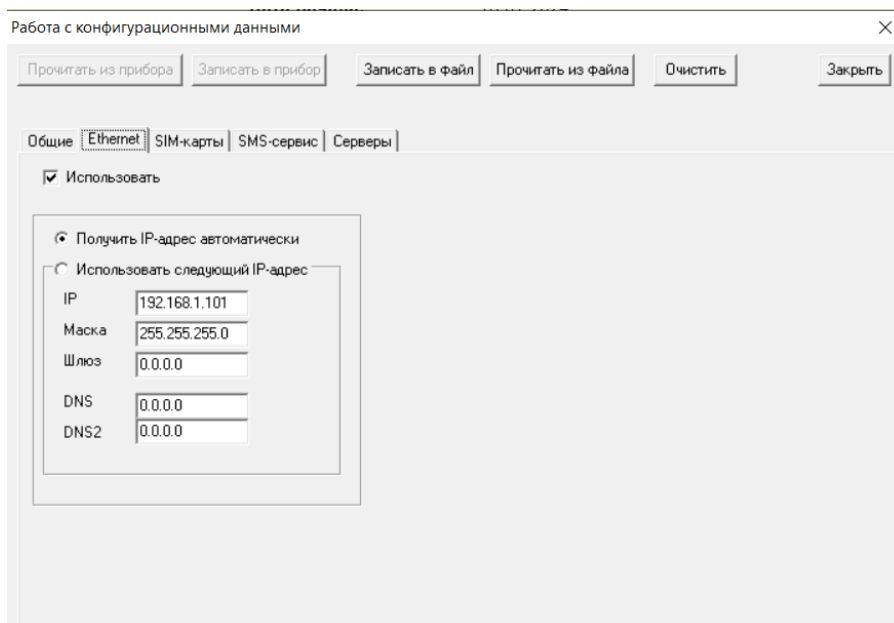 Работа с конфигурационными данными
Прочитать из прибора Записать в прибор Записать в файл Прочитать из файла Очистить Закрыть
Общие Ethernet SIM-карты SMS-сервис Серверы
Использовать
Получить IP-адрес автоматически
Использовать следующий IP-адрес
IP 192.168.1.101
Маска 255.255.255.0
Шлюз 0.0.0.0
DNS 0.0.0.0
DNS2 0.0.0.0